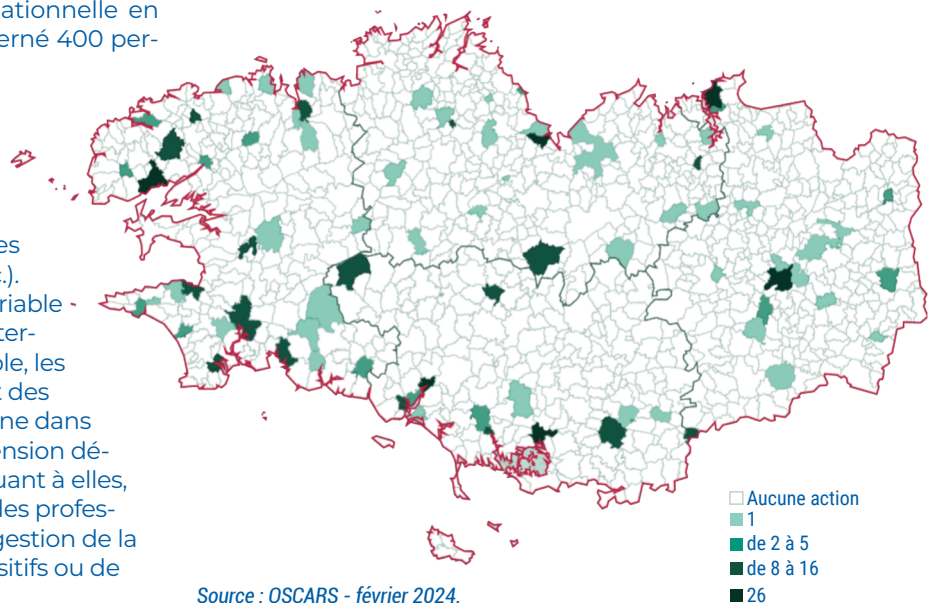 ationnelle en
erné 400 per-
es
:.).
riable
ter-
ole, les
t des
ne dans
ension dé-
uant à elles,
les profes-
gestion de la
sitifs ou de
Aucune action
1
de 2 à 5
de 8 à 16
26
Source : OSCARS - février 2024.